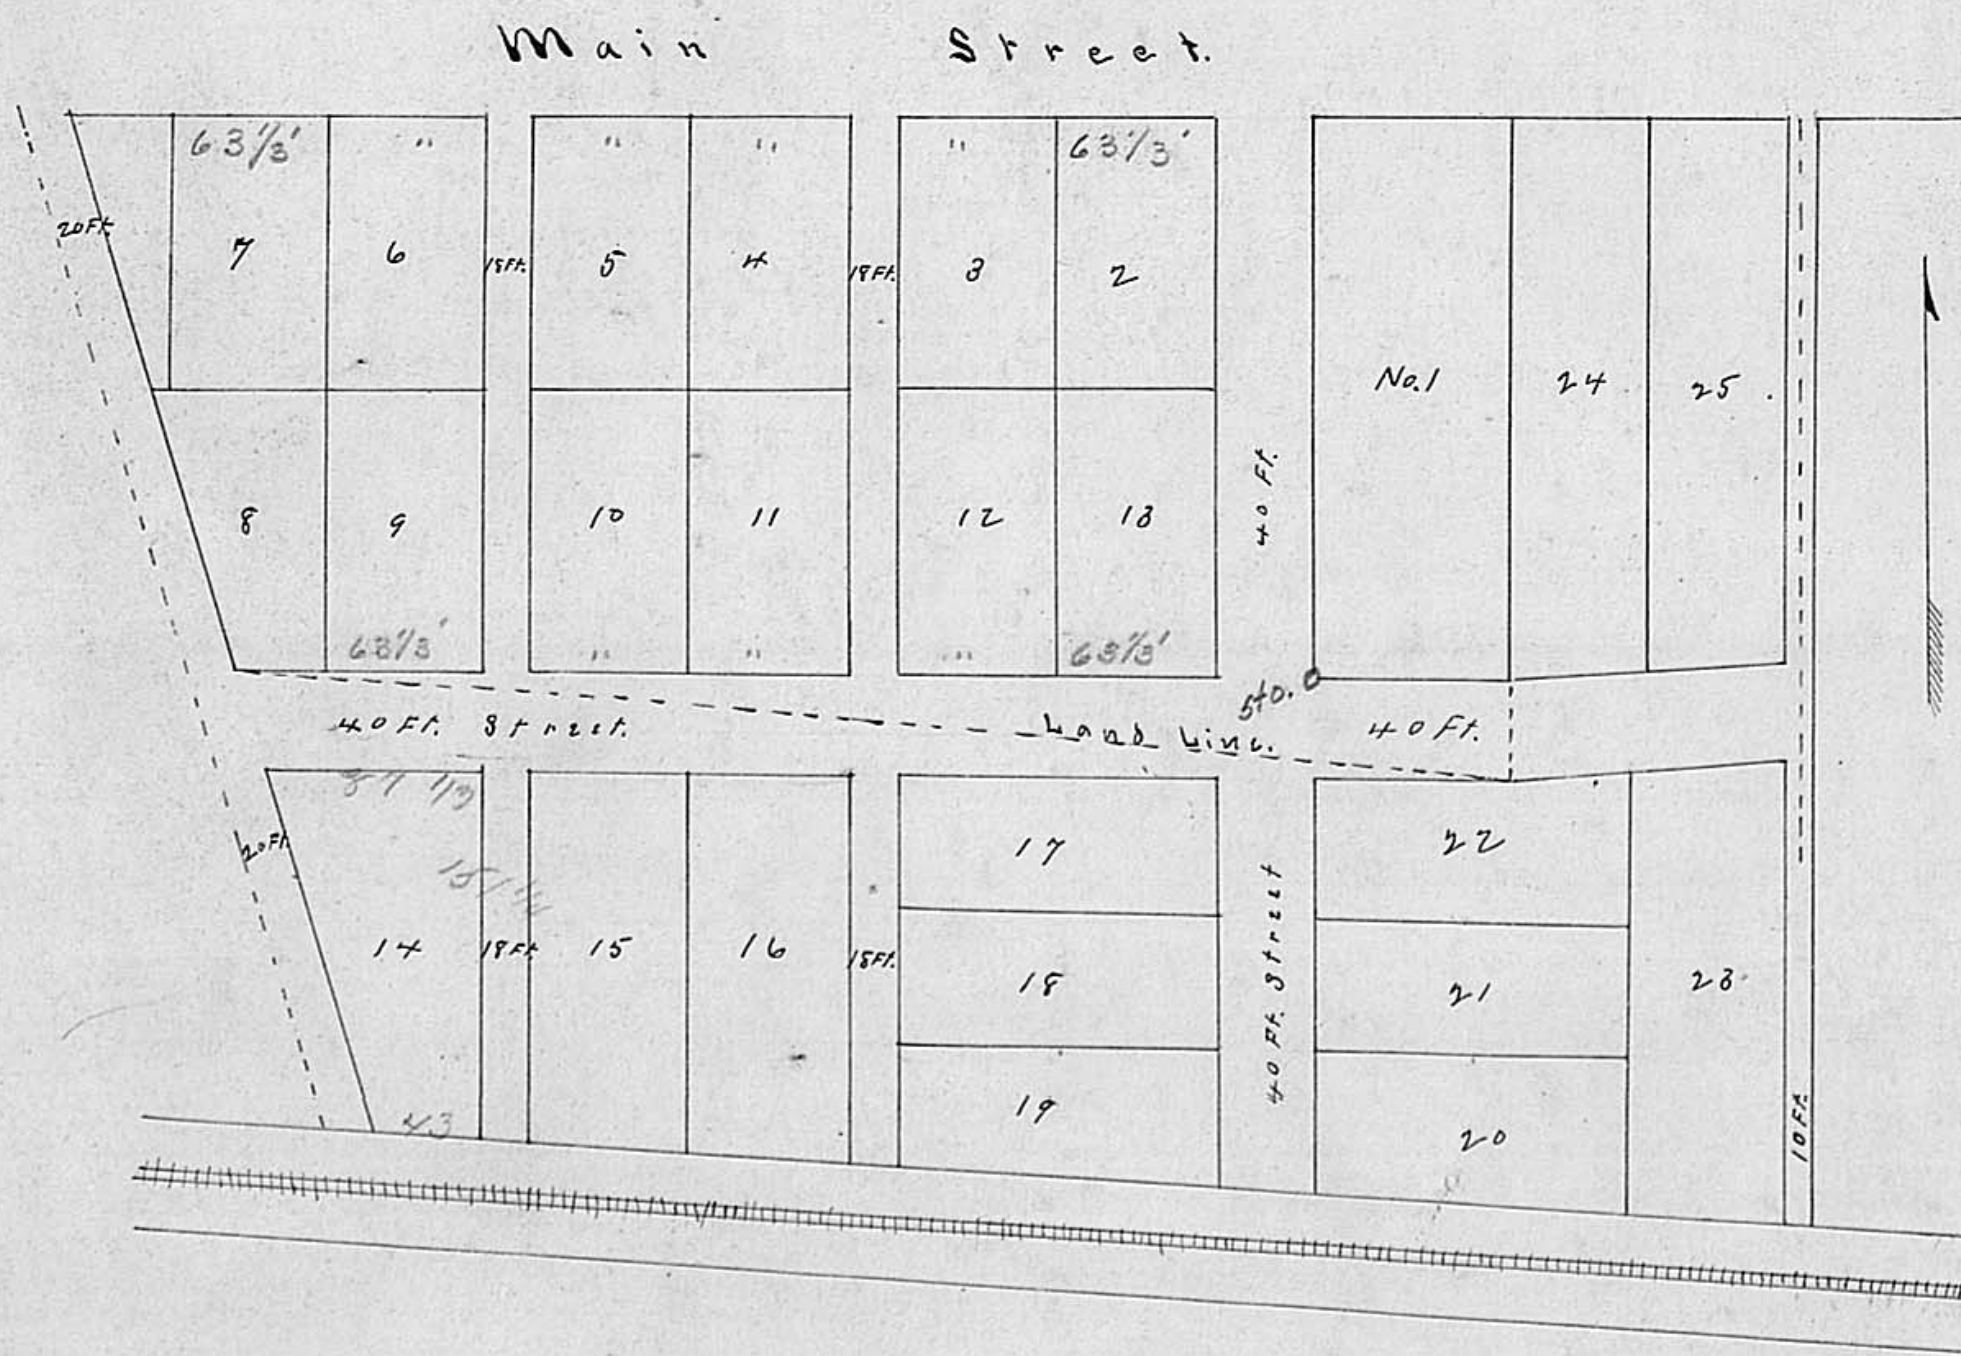 Main Street.
63 1/3' " " " " 63 1/3'
20 Ft. 7 6 18 Ft. 5 4 18 Ft. 3 2
No. 1 24 25
40 Ft.
8 9 10 11 12 13
63 1/3' " " " 63 1/3'
Sto.
40 Ft. Street. Land Line. 40 Ft.
43
20 Ft.
17 22
14 18 Ft. 15 16 18 Ft. 18 21 23
40 Ft. Street
19 20
10 Ft.